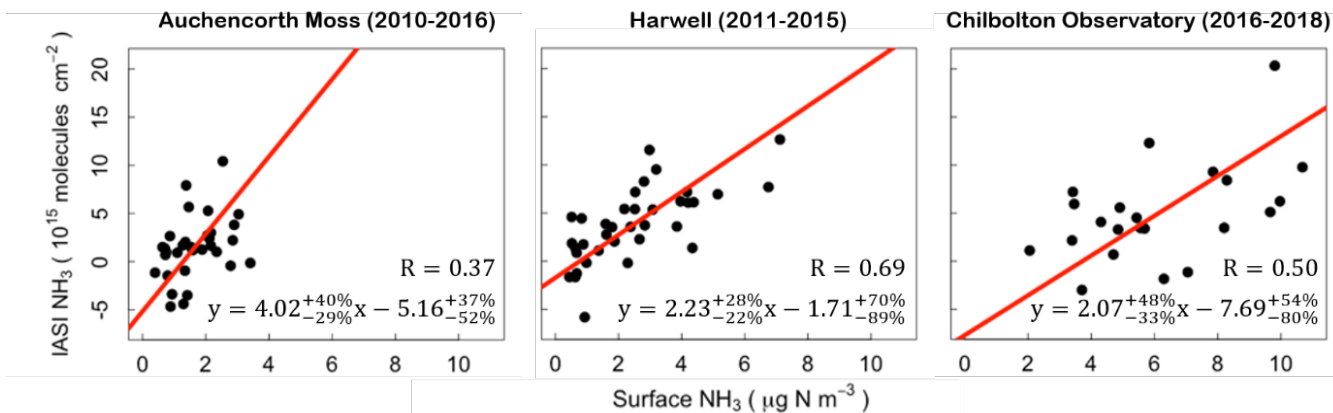 Auchencorth Moss (2010-2016)
Harwell (2011-2015)
Chilbolton Observatory (2016-2018)
IASI NH₃ ( 10¹⁵ molecules cm⁻²)
20
15
10
5
0
-5
R = 0.37
y = 4.02₋₂₉%⁺⁴⁰%x − 5.16₋₅₂%⁺³⁷%
R = 0.69
y = 2.23₋₂₂%⁺²⁸%x − 1.71₋₈₉%⁺⁷⁰%
R = 0.50
y = 2.07₋₃₃%⁺⁴⁸%x − 7.69₋₈₀%⁺⁵⁴%
0 2 4 6 8 10
0 2 4 6 8 10
0 2 4 6 8 10
Surface NH₃ ( μg N m⁻³)